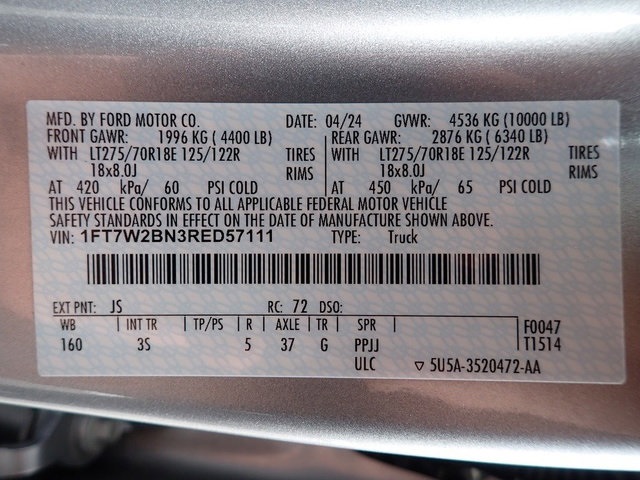 MFD. BY FORD MOTOR CO. DATE: 04/24 GVWR: 4536 KG (10000 LB)
FRONT GAWR: 1996 KG ( 4400 LB) REAR GAWR: 2876 KG ( 6340 LB)
WITH LT275/70R18E 125/122R TIRES WITH LT275/70R18E 125/122R TIRES
18x8.0J RIMS 18x8.0J RIMS
AT 420 kPa/ 60 PSI COLD AT 450 kPa/ 65 PSI COLD
THIS VEHICLE CONFORMS TO ALL APPLICABLE FEDERAL MOTOR VEHICLE
SAFETY STANDARDS IN EFFECT ON THE DATE OF MANUFACTURE SHOWN ABOVE.
VIN: 1FT7W2BN3RED57111 TYPE: Truck
EXT PNT: JS RC: 72 DSO:
WB INT TR TP/PS R AXLE TR SPR F0047
160 3S 5 37 G PPJJ T1514
ULC ▽ 5U5A-3520472-AA